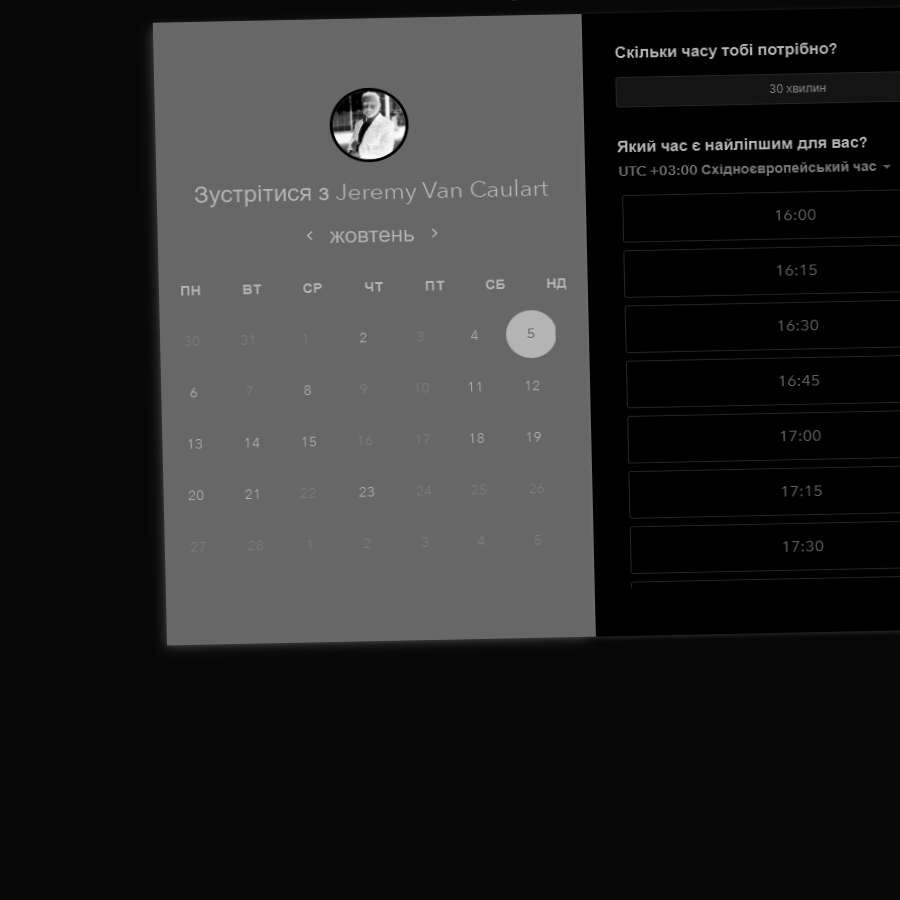 Зустрітися з Jeremy Van Caulart
жовтень
ПН ВТ СР ЧТ ПТ СБ НД
30 31 1 2 3 4 5
6 7 8 9 10 11 12
13 14 15 16 17 18 19
20 21 22 23 24 25 26
27 28 1 2 3 4 5
Скільки часу тобі потрібно?
30 хвилин
Який час є найліпшим для вас?
UTC +03:00 Східноєвропейський час
16:00
16:15
16:30
16:45
17:00
17:15
17:30